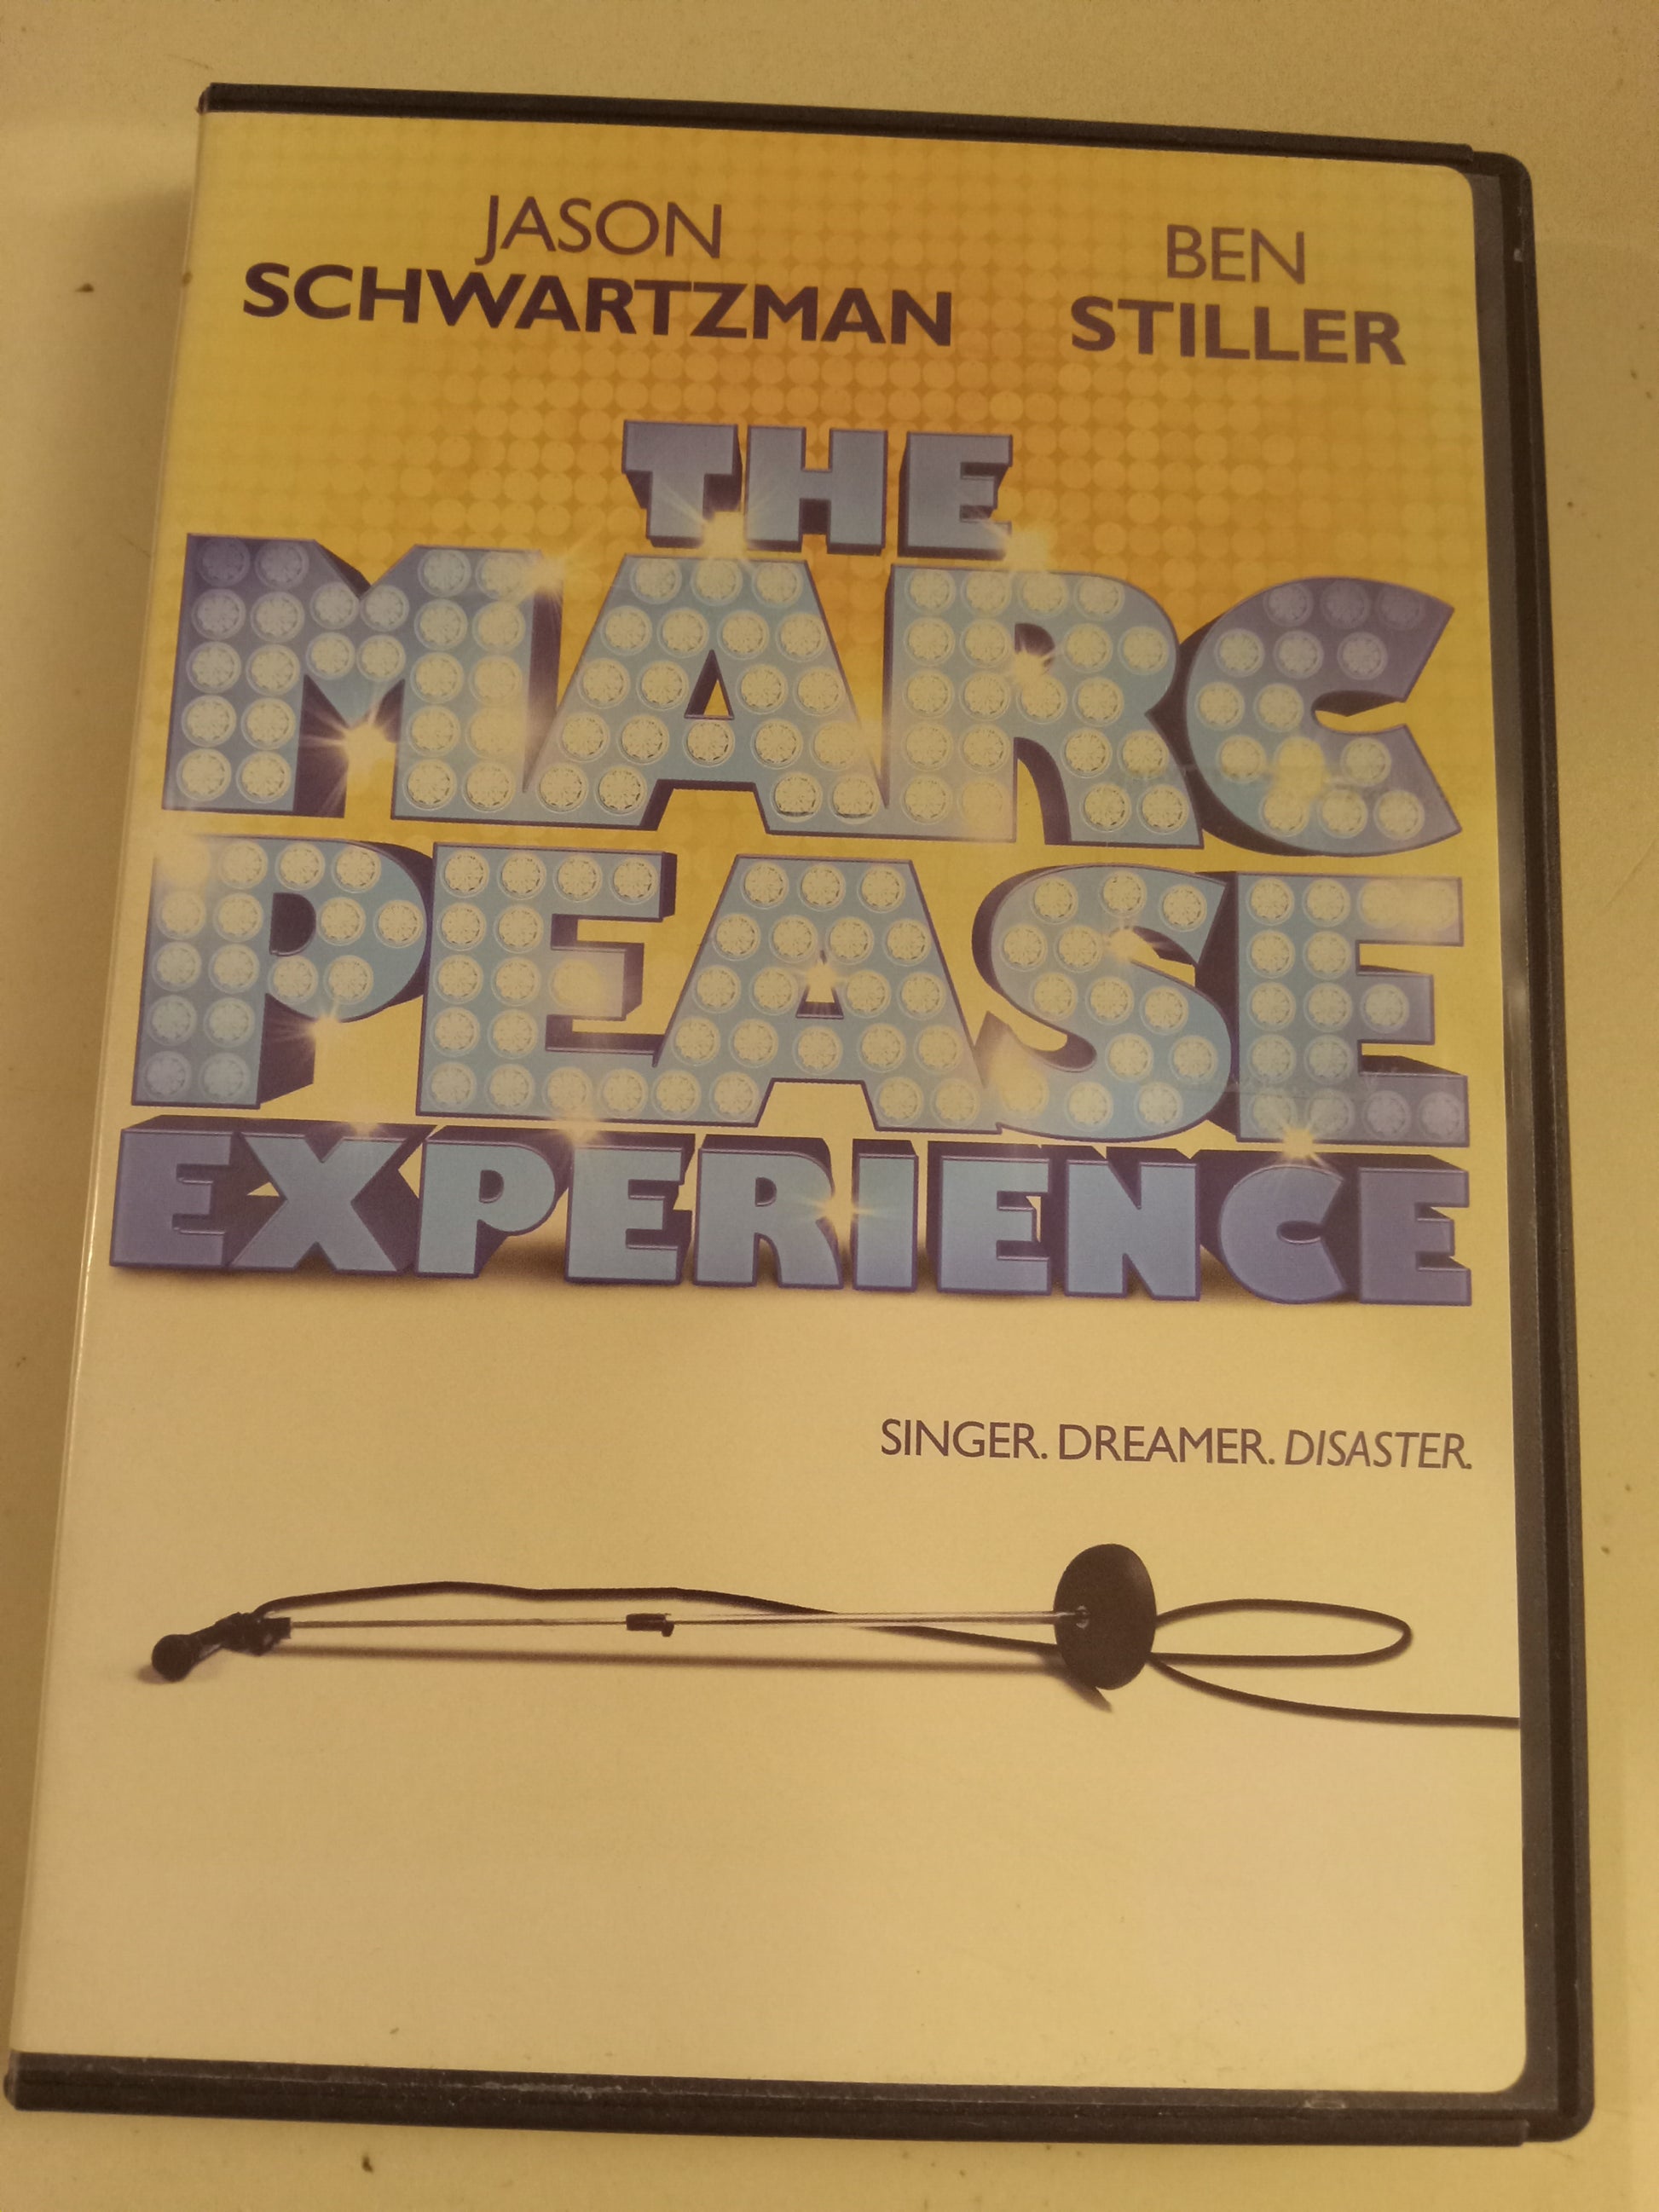 JASON
SCHWARTZMAN
BEN
STILLER
THE
MARC
PEASE
EXPERIENCE
SINGER. DREAMER. DISASTER.